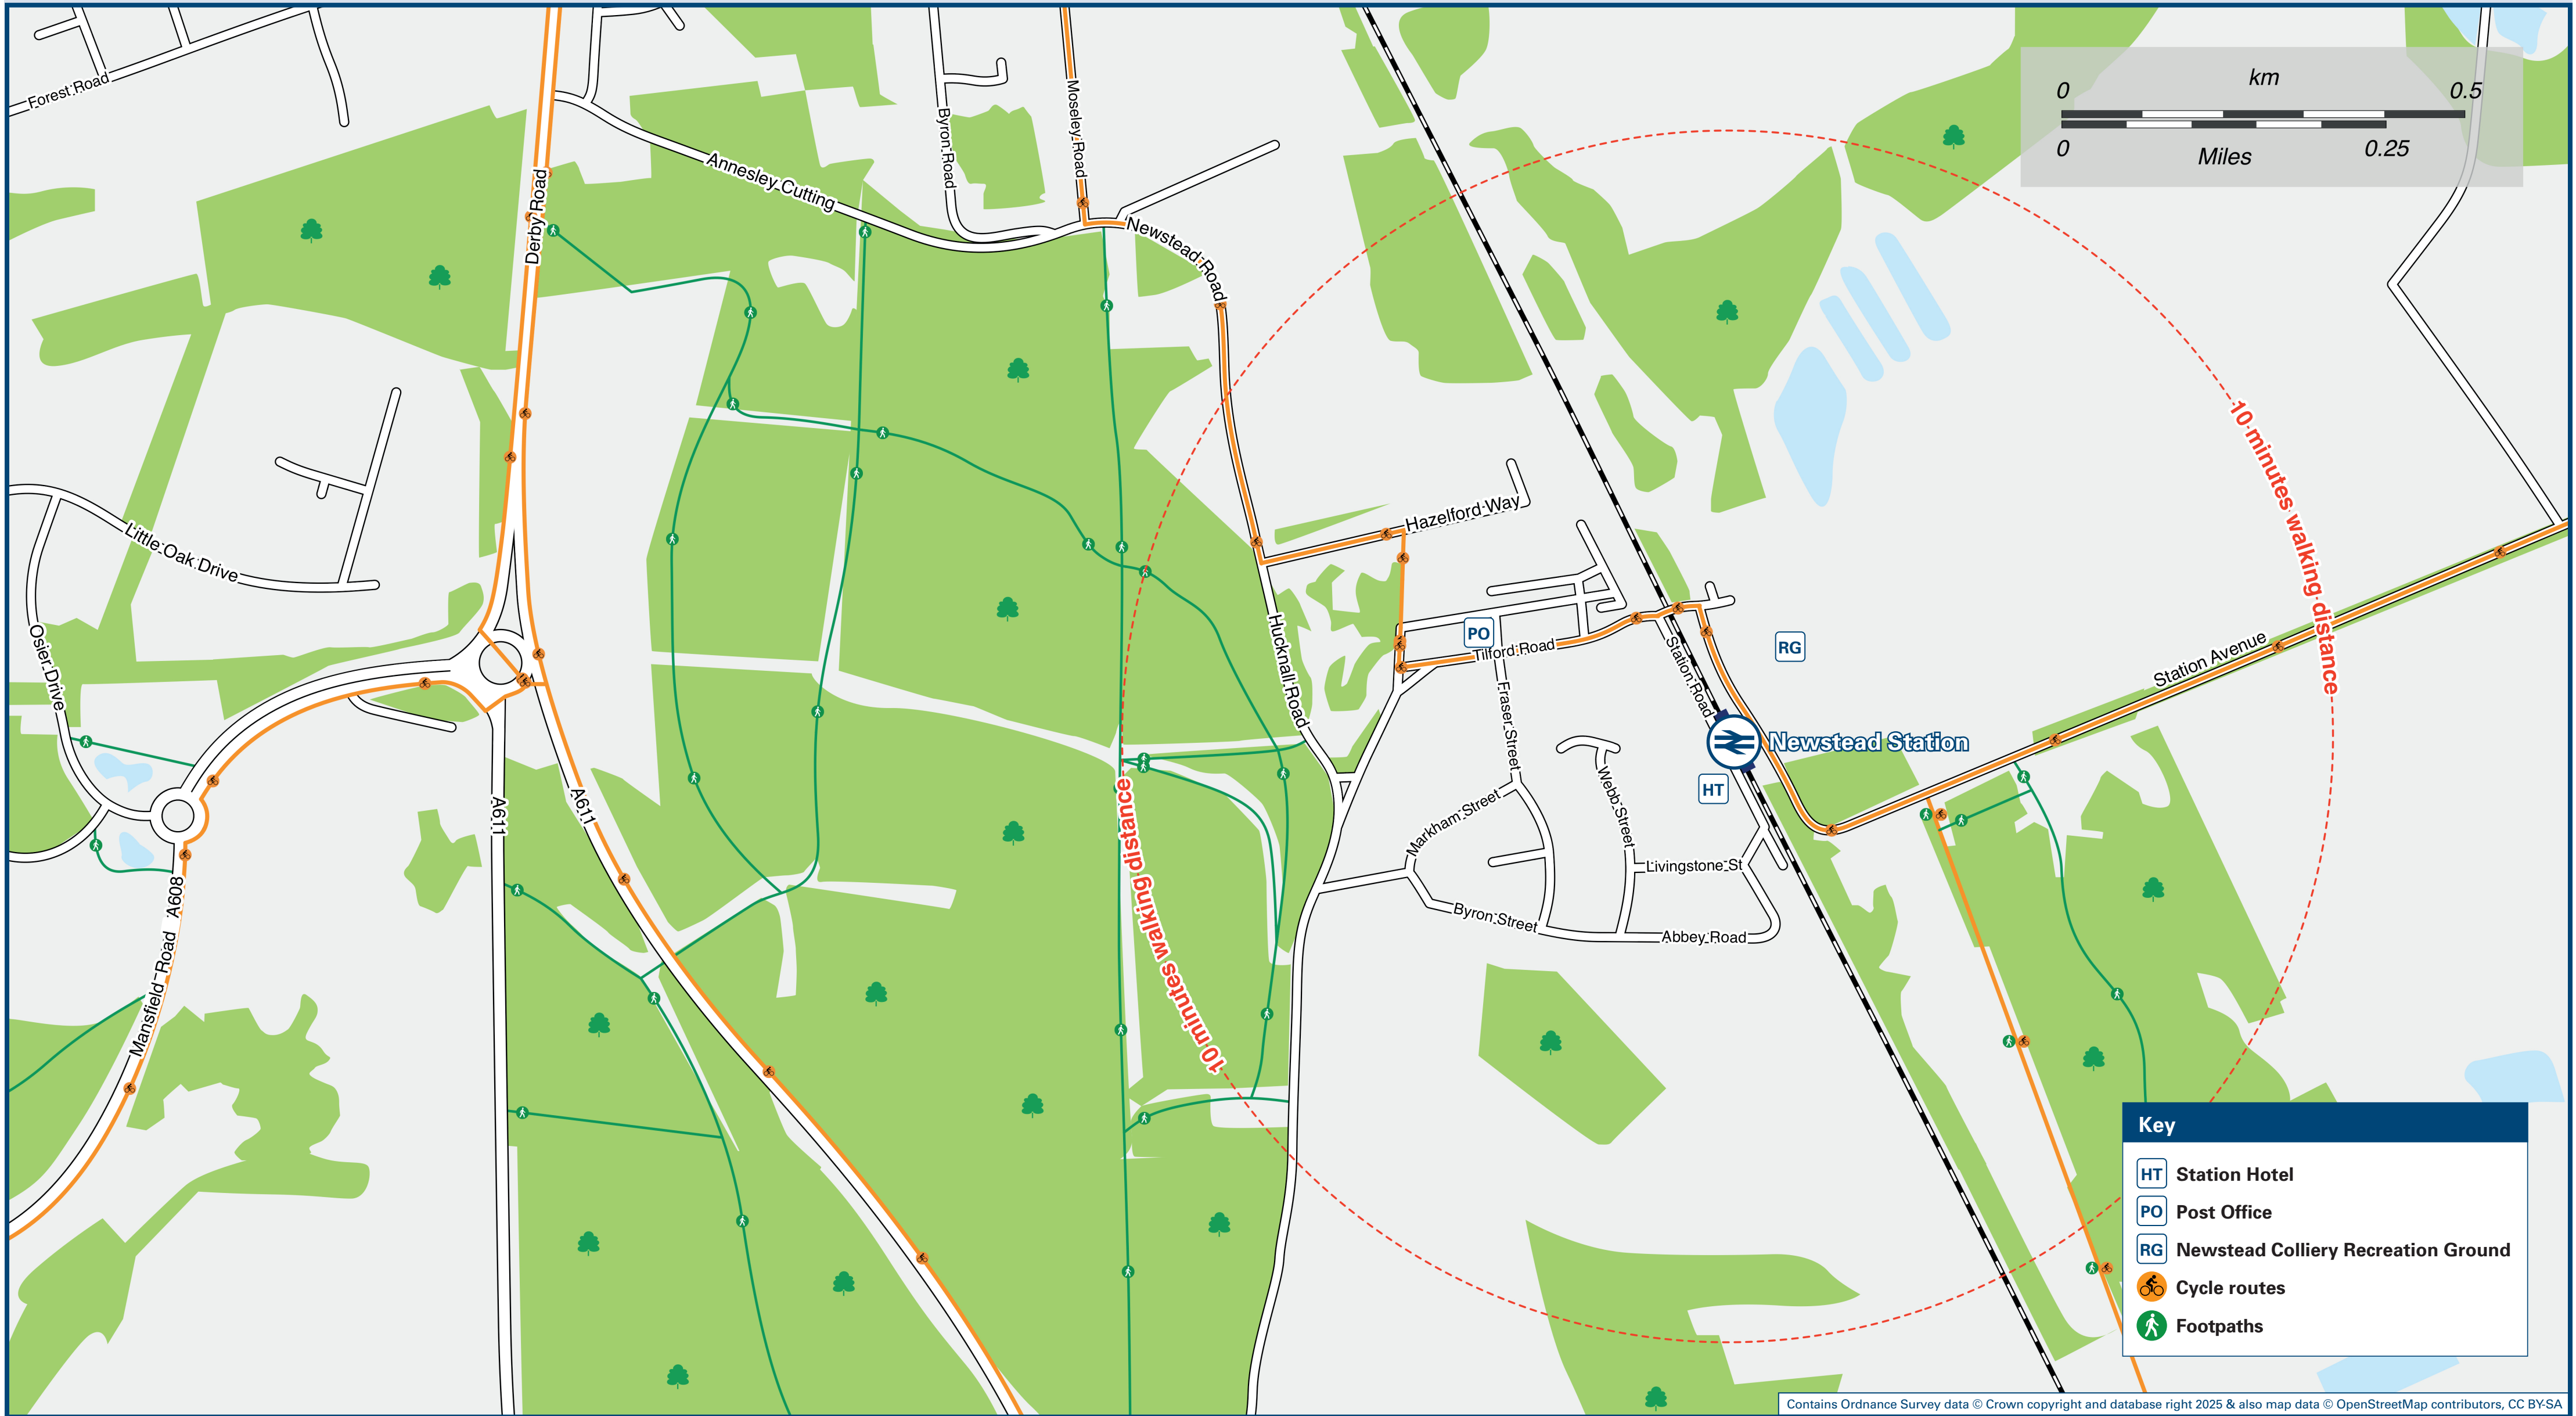 Forest Road
Derby Road
Annesley Cutting
Byron Road
Moseley Road
Newstead Road
km
0
0.5
0
Miles
0.25
10 minutes walking distance
Hazelford Way
Little Oak Drive
Osier Drive
Hucknall Road
PO
Tilford Road
Station Road
RG
Station Avenue
Fraser Street
Newstead Station
HT
Webb Street
Markham Street
Livingstone St
Byron Street
Abbey Road
A611
A611
10 minutes walking distance
A608
Mansfield Road
Key
HT Station Hotel
PO Post Office
RG Newstead Colliery Recreation Ground
Cycle routes
Footpaths
Contains Ordnance Survey data © Crown copyright and database right 2025 & also map data © OpenStreetMap contributors, CC BY-SA